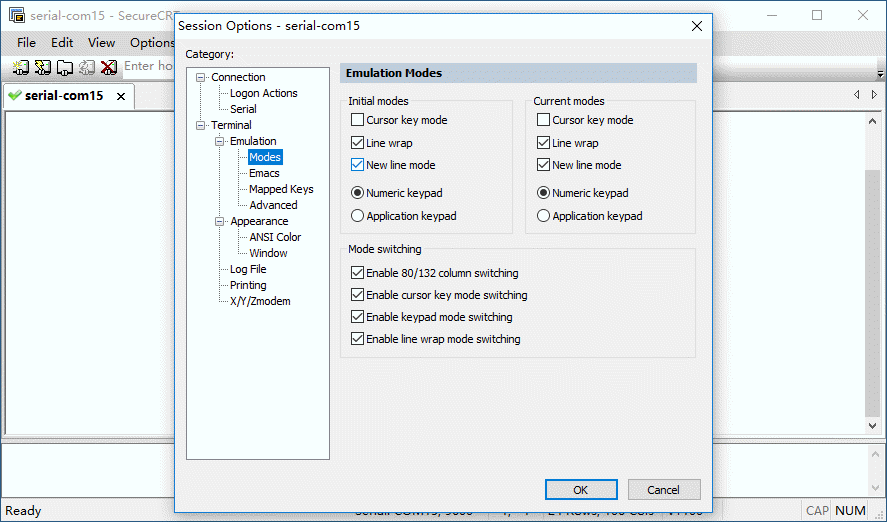 serial-com15 - SecureCR
File Edit View Options
Enter ho
serial-com15
Session Options - serial-com15
Category:
Connection
Logon Actions
Serial
Terminal
Emulation
Modes
Emacs
Mapped Keys
Advanced
Appearance
ANSI Color
Window
Log File
Printing
X/Y/Zmodem
Emulation Modes
Initial modes
Cursor key mode
Line wrap
New line mode
Numeric keypad
Application keypad
Current modes
Cursor key mode
Line wrap
New line mode
Numeric keypad
Application keypad
Mode switching
Enable 80/132 column switching
Enable cursor key mode switching
Enable keypad mode switching
Enable line wrap mode switching
OK Cancel
Ready
CAP NUM